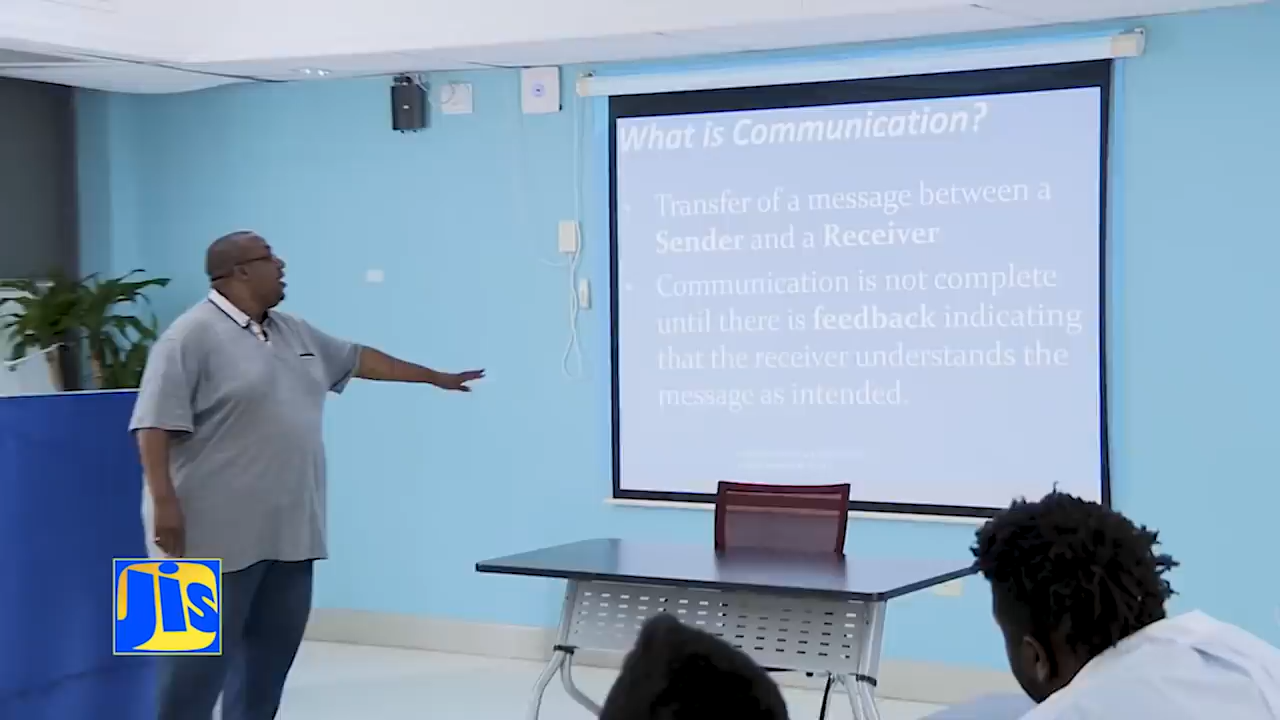 What is Communication?
Transfer of a message between a
Sender and a Receiver
Communication is not complete
until there is feedback indicating
that the receiver understands the
message as intended.
JIS